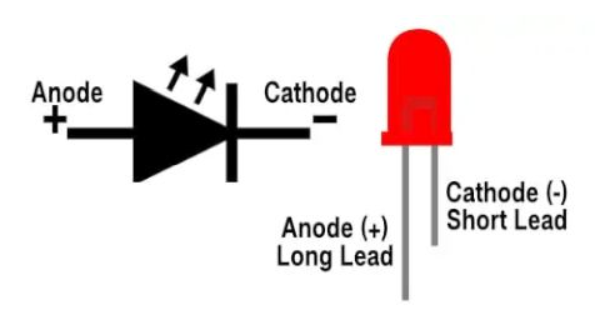 Anode
+
Cathode
−
Cathode (-)
Short Lead
Anode (+)
Long Lead